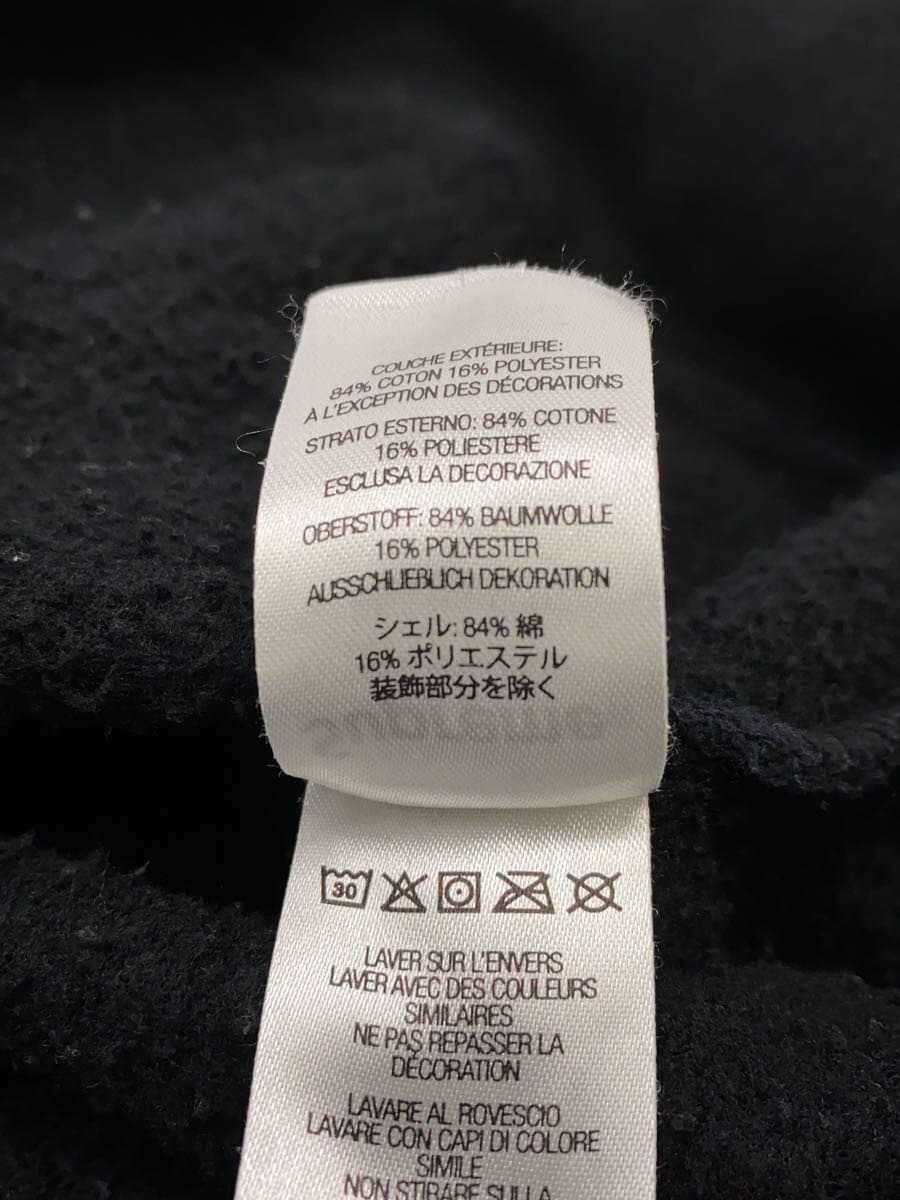 COUCHE EXTÉRIEURE:
84% COTON 16% POLYESTER
À L'EXCEPTION DES DÉCORATIONS
STRATO ESTERNO: 84% COTONE
16% POLIESTERE
ESCLUSA LA DECORAZIONE
OBERSTOFF: 84% BAUMWOLLE
16% POLYESTER
AUSSCHLIEBLICH DEKORATION
シェル: 84% 綿
16% ポリエステル
装飾部分を除く
30
LAVER SUR L'ENVERS
LAVER AVEC DES COULEURS
SIMILAIRES
NE PAS REPASSER LA
DÉCORATION
LAVARE AL ROVESCIO
LAVARE CON CAPI DI COLORE
SIMILE
NON STIRARE SULLA